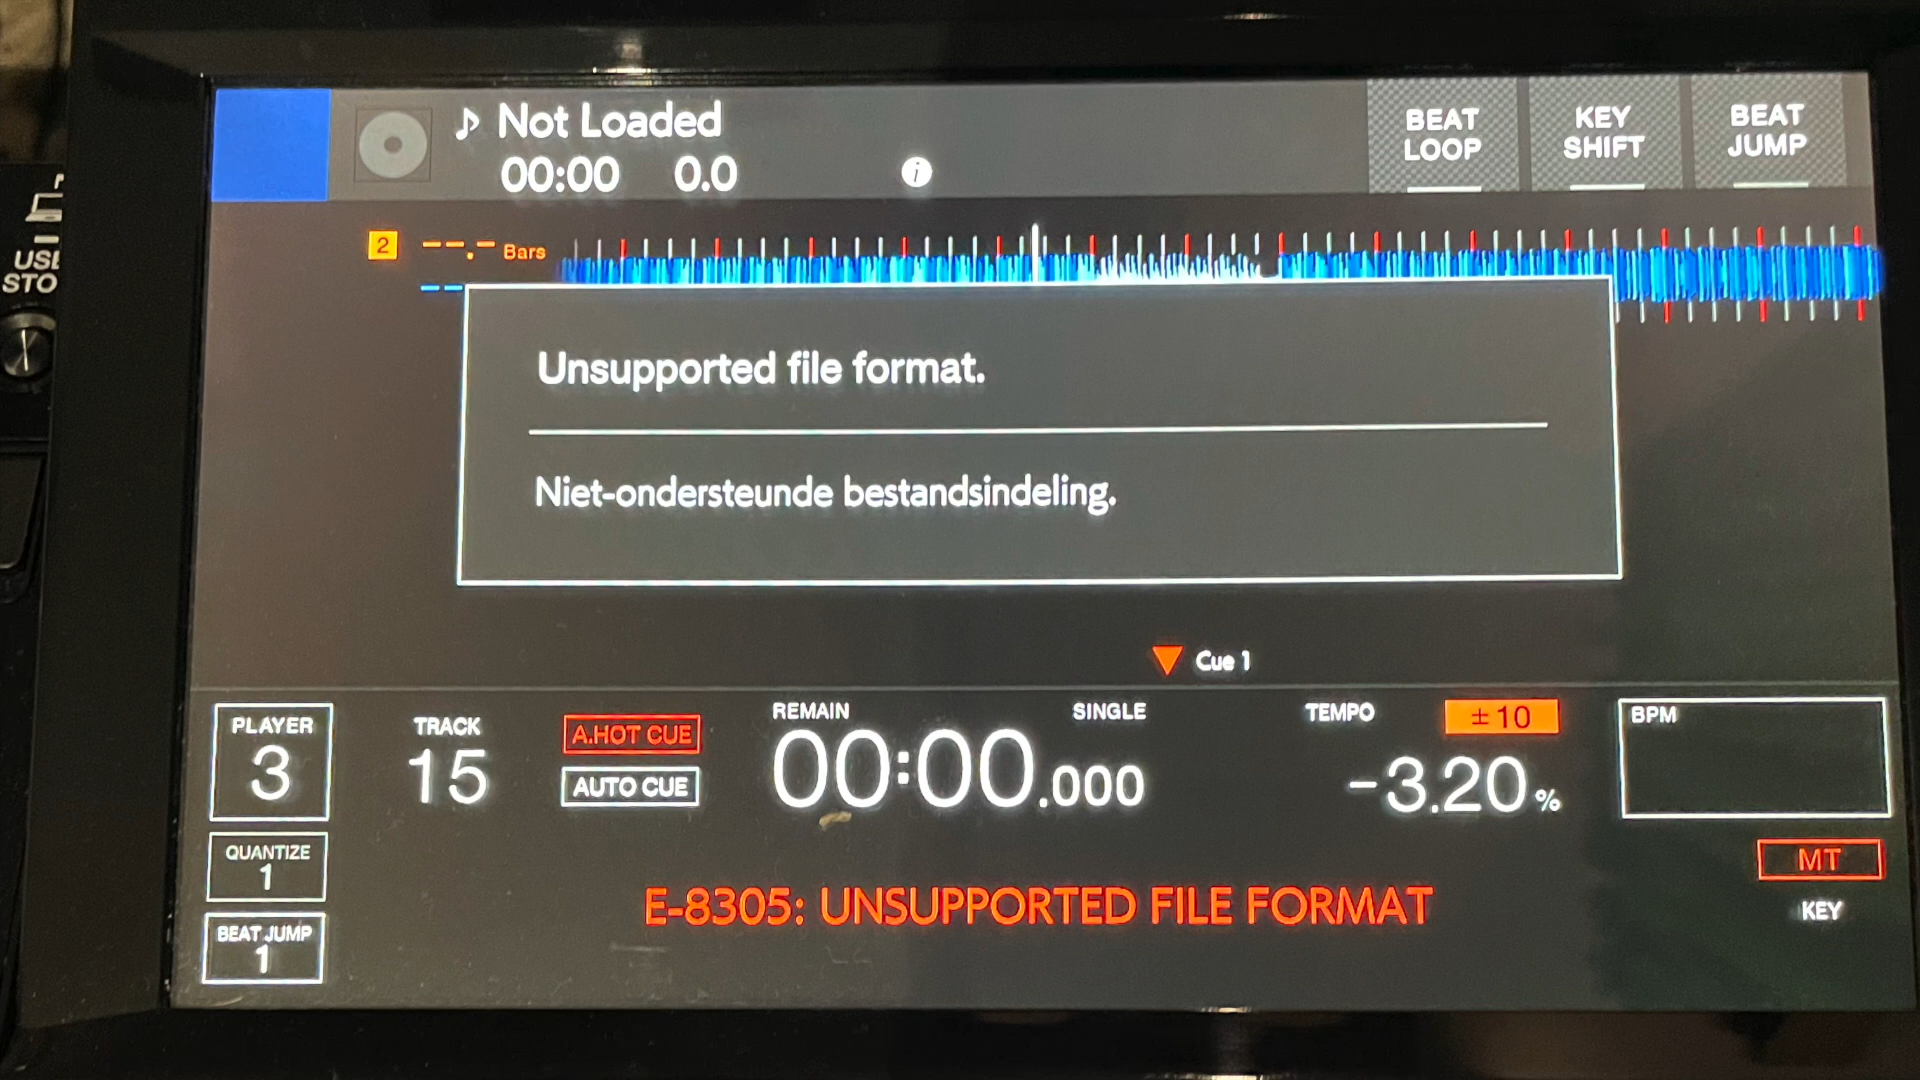 Not Loaded
00:00 0.0
i
BEAT
LOOP
KEY
SHIFT
BEAT
JUMP
2 --.- Bars
Unsupported file format.
Niet-ondersteunde bestandsindeling.
Cue 1
PLAYER
3
TRACK
15
A.HOT CUE
AUTO CUE
REMAIN
SINGLE
00:00.000
TEMPO
±10
-3.20%
BPM
QUANTIZE
1
BEAT JUMP
1
MT
KEY
E-8305: UNSUPPORTED FILE FORMAT